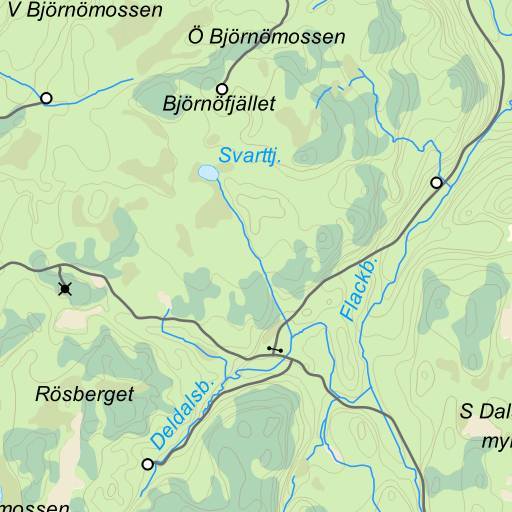 V Björnömossen
Ö Björnömossen
Björnöfjället
Svarttj.
Flackb.
Rösberget
Deldalsb.
S Dal
myr
mossen